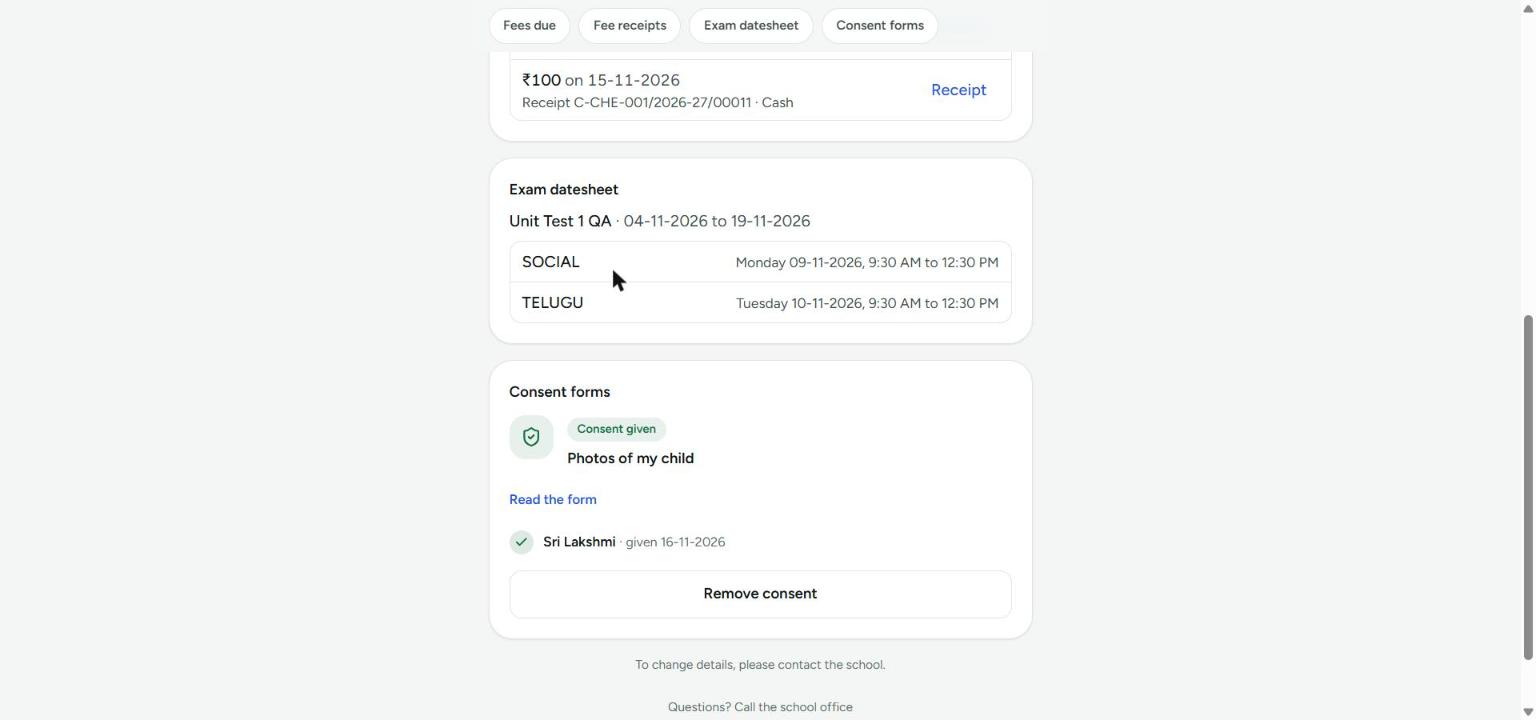 Fees due
Fee receipts
Exam datesheet
Consent forms
₹100 on 15-11-2026
Receipt C-CHE-001/2026-27/00011 · Cash
Receipt
Exam datesheet
Unit Test 1 QA · 04-11-2026 to 19-11-2026
SOCIAL
Monday 09-11-2026, 9:30 AM to 12:30 PM
TELUGU
Tuesday 10-11-2026, 9:30 AM to 12:30 PM
Consent forms
Consent given
Photos of my child
Read the form
Sri Lakshmi · given 16-11-2026
Remove consent
To change details, please contact the school.
Questions? Call the school office